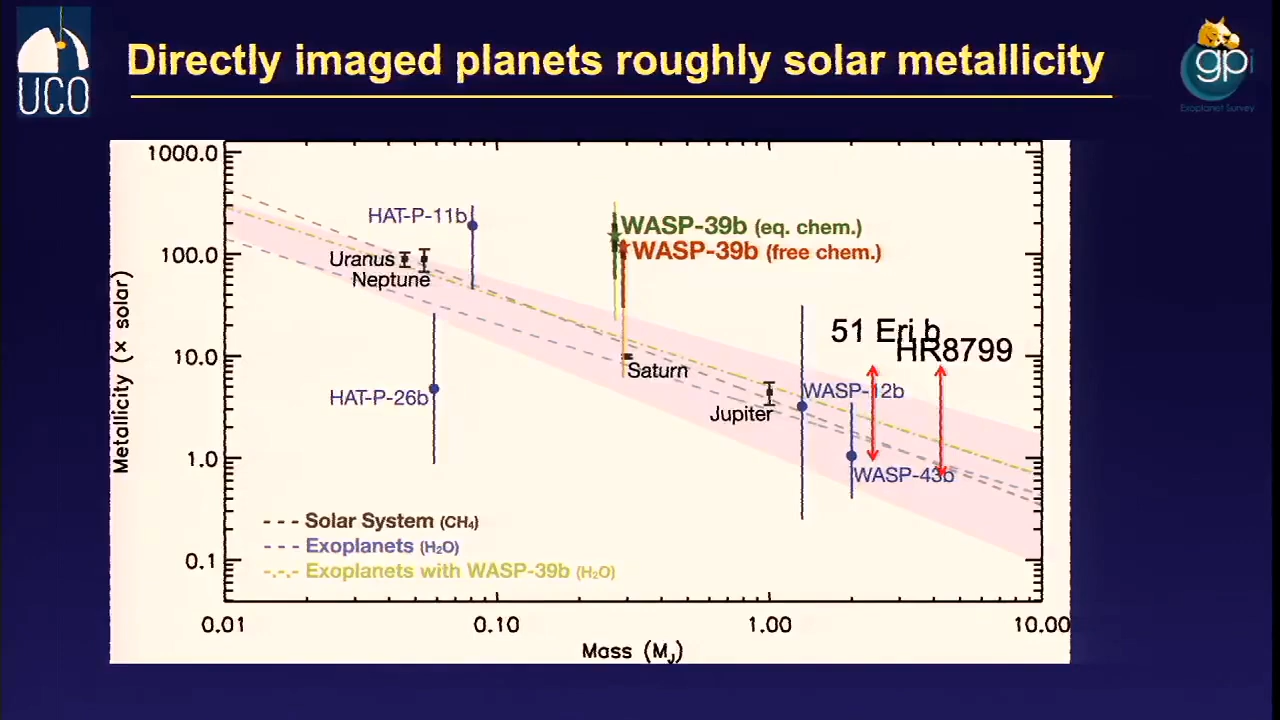 Directly imaged planets roughly solar metallicity
UCO
gpi
Exoplanet Survey
1000.0
100.0
10.0
1.0
0.1
Metallicity (× solar)
HAT-P-11b
Uranus
Neptune
HAT-P-26b
WASP-39b (eq. chem.)
WASP-39b (free chem.)
Saturn
Jupiter
51 Eri b
HR8799
WASP-12b
WASP-43b
--- Solar System (CH₄)
--- Exoplanets (H₂O)
-.-.- Exoplanets with WASP-39b (H₂O)
0.01 0.10 1.00 10.00
Mass (M_J)